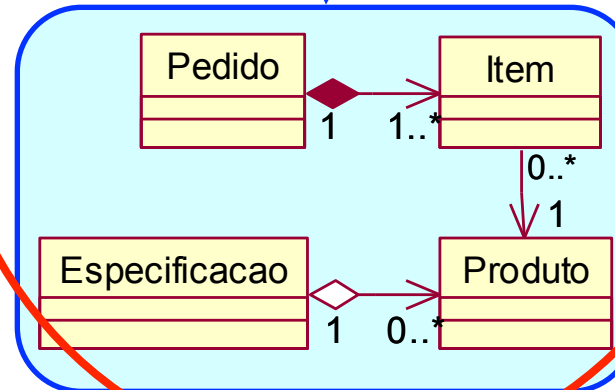 Pedido
Item
1
1..*
0..*
1
Especificacao
Produto
1
0..*